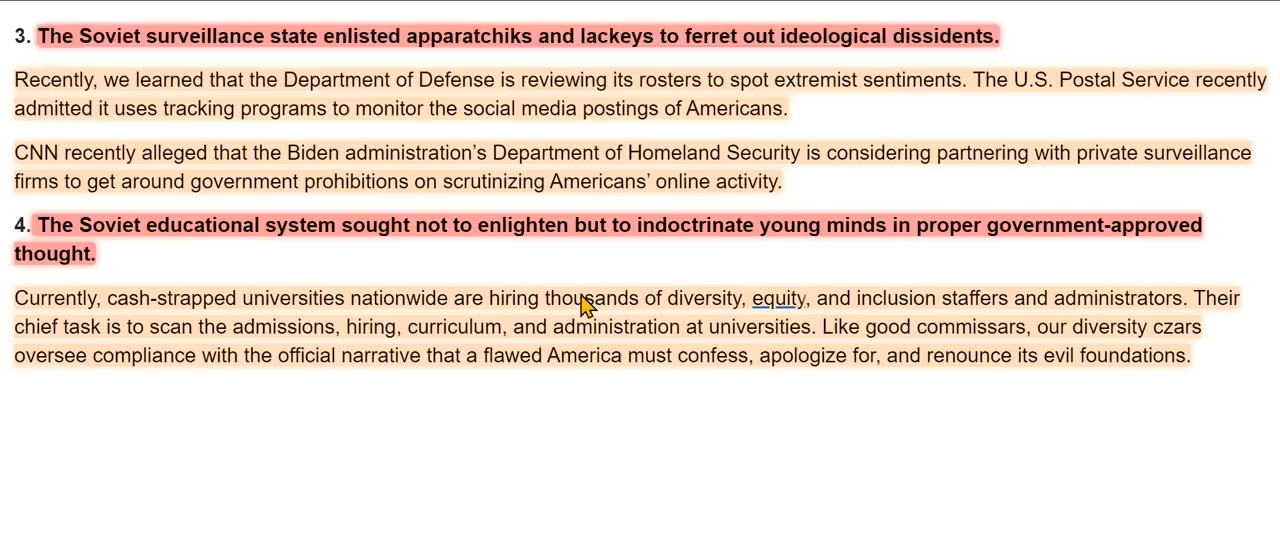 3. The Soviet surveillance state enlisted apparatchiks and lackeys to ferret out ideological dissidents.
Recently, we learned that the Department of Defense is reviewing its rosters to spot extremist sentiments. The U.S. Postal Service recently
admitted it uses tracking programs to monitor the social media postings of Americans.
CNN recently alleged that the Biden administration’s Department of Homeland Security is considering partnering with private surveillance
firms to get around government prohibitions on scrutinizing Americans’ online activity.
4. The Soviet educational system sought not to enlighten but to indoctrinate young minds in proper government-approved
thought.
Currently, cash-strapped universities nationwide are hiring thousands of diversity, equity, and inclusion staffers and administrators. Their
chief task is to scan the admissions, hiring, curriculum, and administration at universities. Like good commissars, our diversity czars
oversee compliance with the official narrative that a flawed America must confess, apologize for, and renounce its evil foundations.